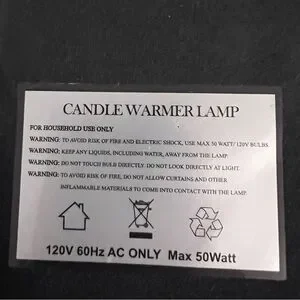 CANDLE WARMER LAMP
FOR HOUSEHOLD USE ONLY
WARNING: TO AVOID RISK OF FIRE AND ELECTRIC SHOCK, USE MAX 50 WATT/ 120V BULBS.
WARNING: KEEP ANY LIQUIDS, INCLUDING WATER, AWAY FROM THE LAMP.
WARNING: DO NOT TOUCH BULB DIRECTLY. DO NOT LOOK DIRECTLY AT LIGHT.
WARNING: AVOID RISK OF FIRE, DO NOT ALLOW CURTAINS AND OTHER
INFLAMMABLE MATERIALS TO COME INTO CONTACT WITH THE LAMP.
120V 60Hz AC ONLY Max 50Watt